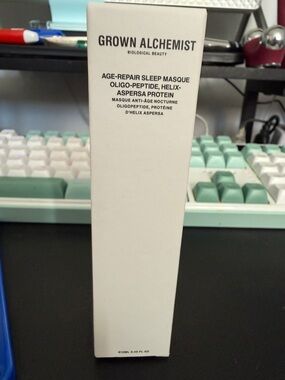 GROWN ALCHEMIST
BIOLOGICAL BEAUTY
AGE-REPAIR SLEEP MASQUE
OLIGO-PEPTIDE, HELIX-
ASPERSA PROTEIN
MASQUE ANTI-ÂGE NOCTURNE
OLIGOPEPTIDE, PROTÉINE
D'HELIX ASPERSA